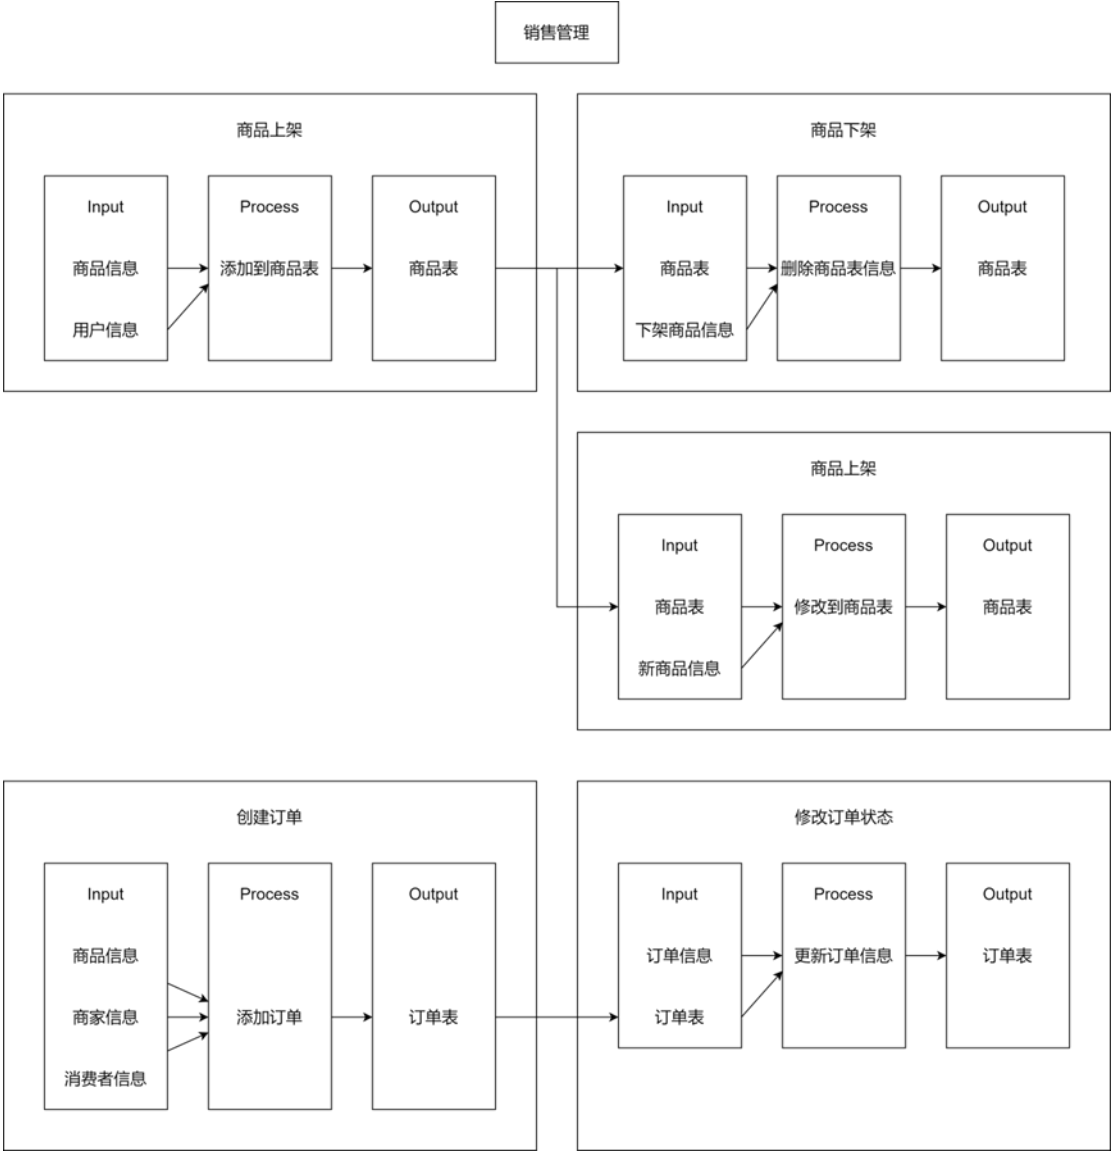 销售管理
商品上架
Input
商品信息
用户信息
Process
添加到商品表
Output
商品表
商品下架
Input
商品表
下架商品信息
Process
删除商品表信息
Output
商品表
商品上架
Input
商品表
新商品信息
Process
修改到商品表
Output
商品表
创建订单
Input
商品信息
商家信息
消费者信息
Process
添加订单
Output
订单表
修改订单状态
Input
订单信息
订单表
Process
更新订单信息
Output
订单表